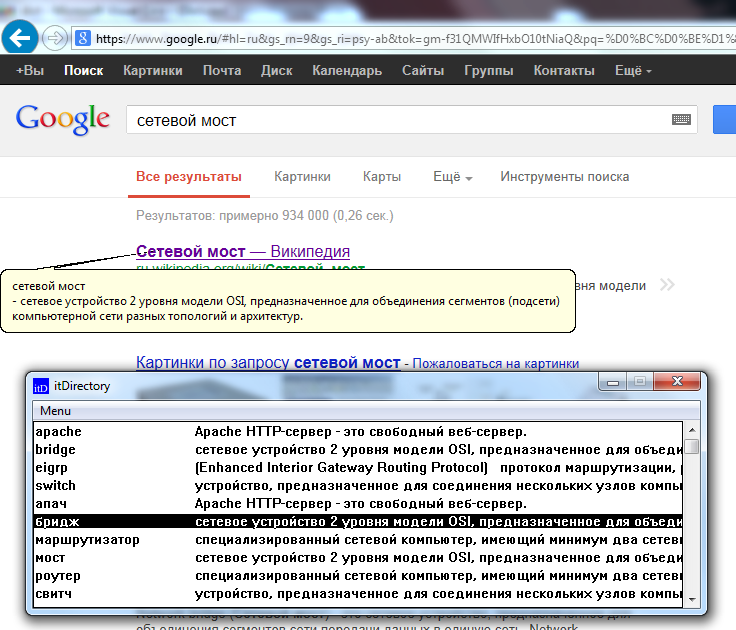 https://www.google.ru/#hl=ru&gs_rn=9&gs_ri=psy-ab&tok=gm-f31QMWIfHxbO10tNiaQ&pq=%D0%BC%D0%BE%D1%8
+Вы Поиск Картинки Почта Диск Календарь Сайты Группы Контакты Ещё
Google сетевой мост
Все результаты Картинки Карты Ещё Инструменты поиска
Результатов: примерно 934 000 (0,26 сек.)
Сетевой мост — Википедия
ru.wikipedia.org/wiki/Сетевой_мост
сетевой мост
- сетевое устройство 2 уровня модели OSI, предназначенное для объединения сегментов (подсети)
компьютерной сети разных топологий и архитектур.
модели
Картинки по запросу сетевой мост - Пожаловаться на картинки
itD itDirectory
Menu
apache Apache HTTP-сервер - это свободный веб-сервер.
bridge сетевое устройство 2 уровня модели OSI, предназначенное для объеди
eigrp (Enhanced Interior Gateway Routing Protocol) протокол маршрутизации,
switch устройство, предназначенное для соединения нескольких узлов компь
апач Apache HTTP-сервер - это свободный веб-сервер.
бридж сетевое устройство 2 уровня модели OSI, предназначенное для объеди
маршрутизатор специализированный сетевой компьютер, имеющий минимум два сетев
мост сетевое устройство 2 уровня модели OSI, предназначенное для объеди
роутер специализированный сетевой компьютер, имеющий минимум два сетев
свитч устройство, предназначенное для соединения нескольких узлов компь